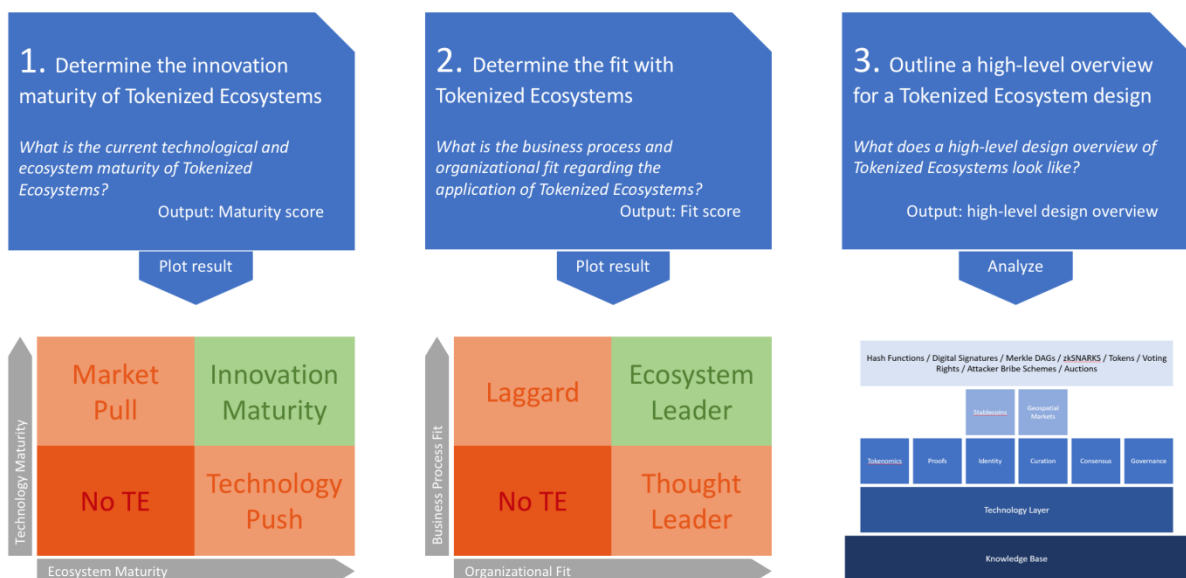 1. Determine the innovation
maturity of Tokenized Ecosystems
What is the current technological and
ecosystem maturity of Tokenized
Ecosystems?
Output: Maturity score
Plot result
Technology Maturity
Market
Pull
Innovation
Maturity
No TE
Technology
Push
Ecosystem Maturity
2. Determine the fit with
Tokenized Ecosystems
What is the business process and
organizational fit regarding the
application of Tokenized Ecosystems?
Output: Fit score
Plot result
Business Process Fit
Laggard
Ecosystem
Leader
No TE
Thought
Leader
Organizational Fit
3. Outline a high-level overview
for a Tokenized Ecosystem design
What does a high-level design overview of
Tokenized Ecosystems look like?
Output: high-level design overview
Analyze
Hash Functions / Digital Signatures / Merkle DAGs / zkSNARKS / Tokens / Voting
Rights / Attacker Bribe Schemes / Auctions
Stablecoins
Geospatial
Markets
Tokenomics
Proofs
Identity
Curation
Consensus
Governance
Technology Layer
Knowledge Base